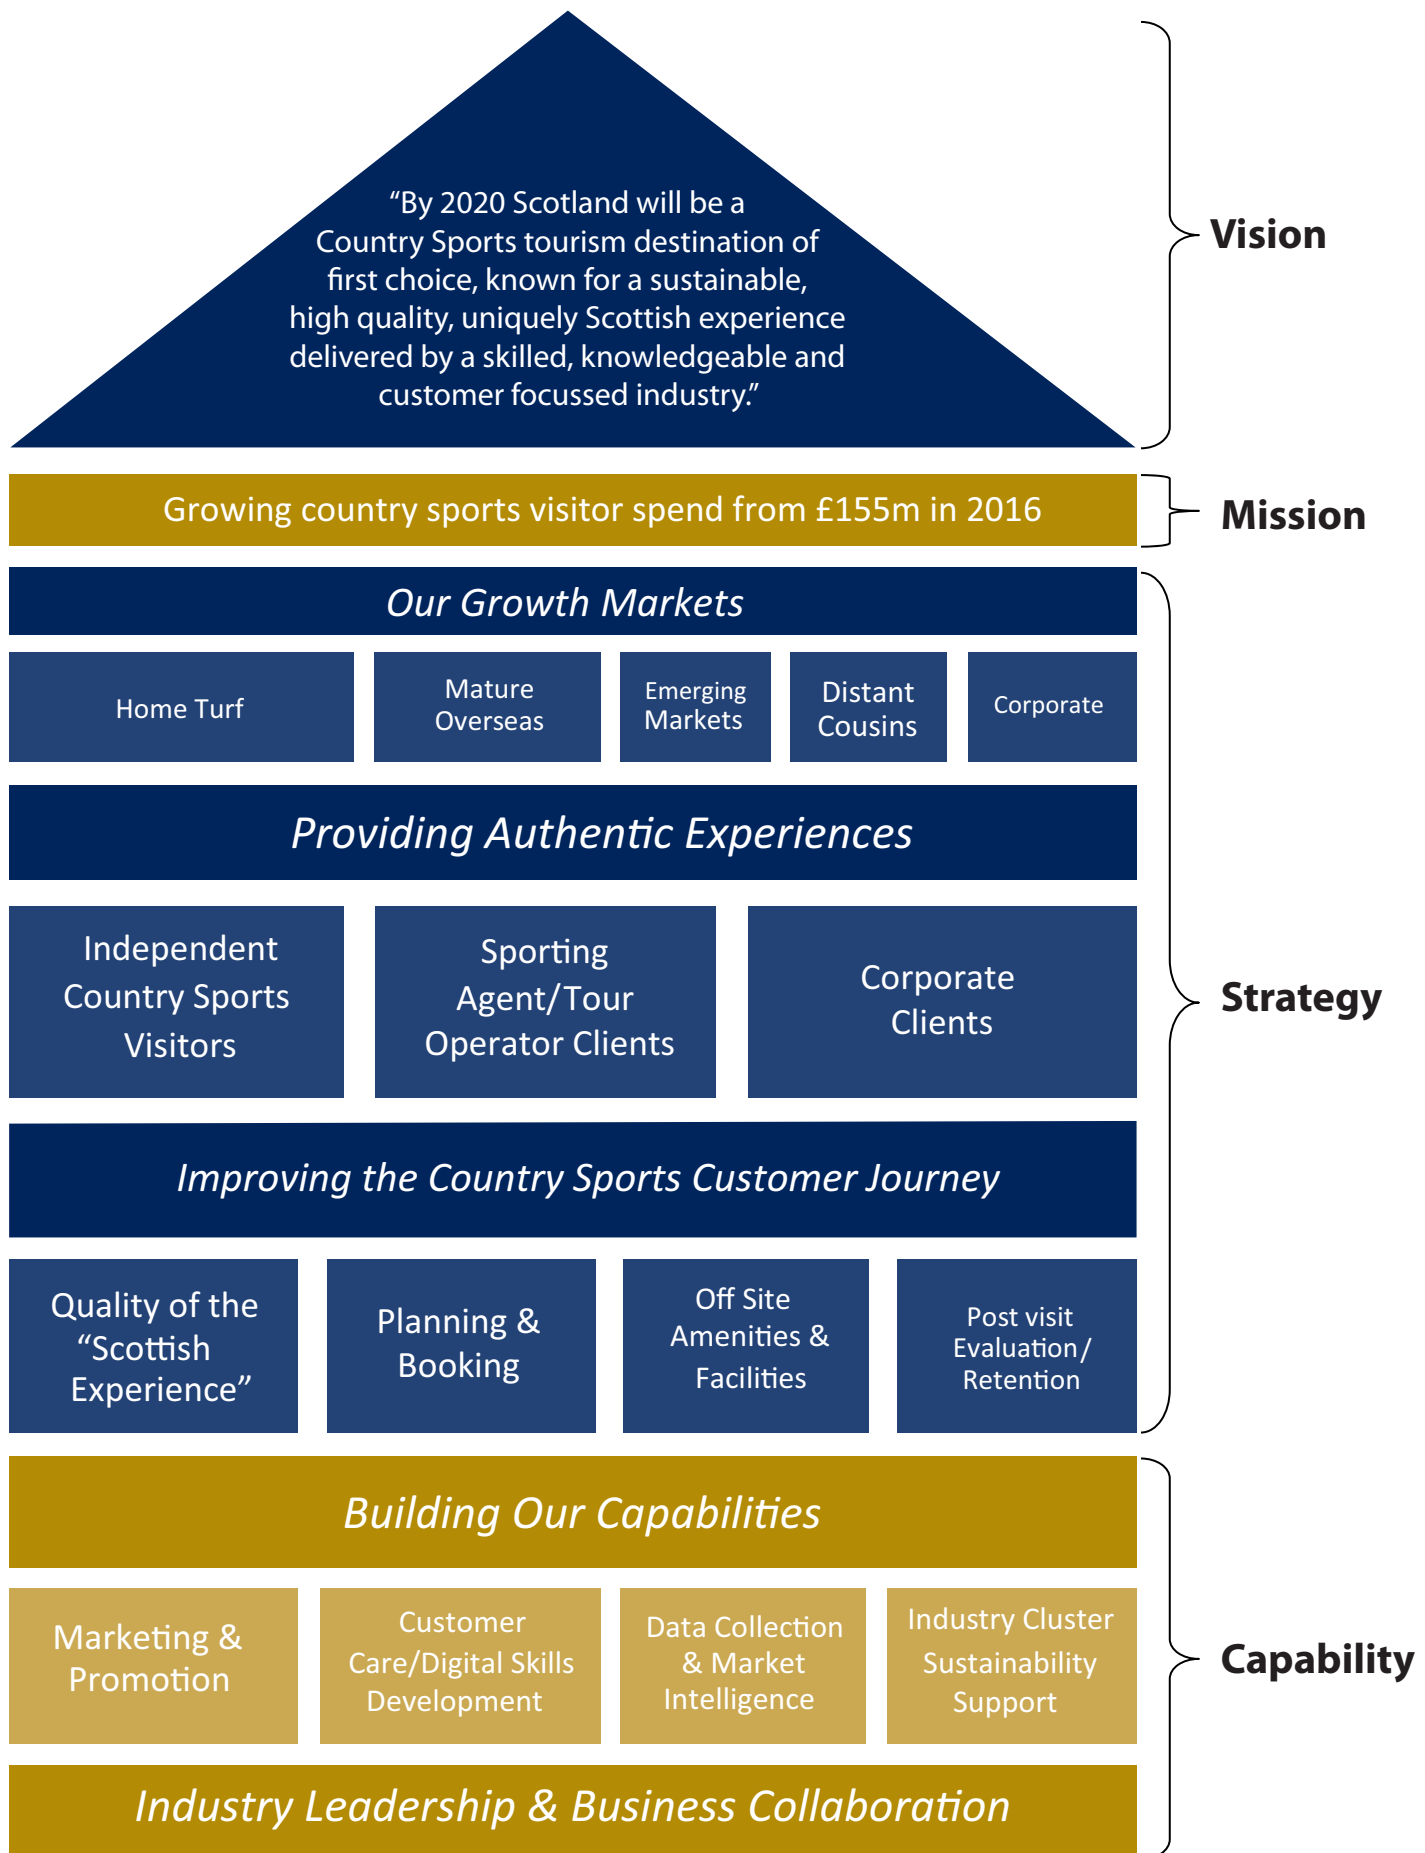 “By 2020 Scotland will be a
Country Sports tourism destination of
first choice, known for a sustainable,
high quality, uniquely Scottish experience
delivered by a skilled, knowledgeable and
customer focussed industry.”
Vision
Growing country sports visitor spend from £155m in 2016
Mission
Our Growth Markets
Home Turf
Mature
Overseas
Emerging
Markets
Distant
Cousins
Corporate
Providing Authentic Experiences
Independent
Country Sports
Visitors
Sporting
Agent/Tour
Operator Clients
Corporate
Clients
Strategy
Improving the Country Sports Customer Journey
Quality of the
“Scottish
Experience”
Planning &
Booking
Off Site
Amenities &
Facilities
Post visit
Evaluation/
Retention
Building Our Capabilities
Marketing &
Promotion
Customer
Care/Digital Skills
Development
Data Collection
& Market
Intelligence
Industry Cluster
Sustainability
Support
Capability
Industry Leadership & Business Collaboration